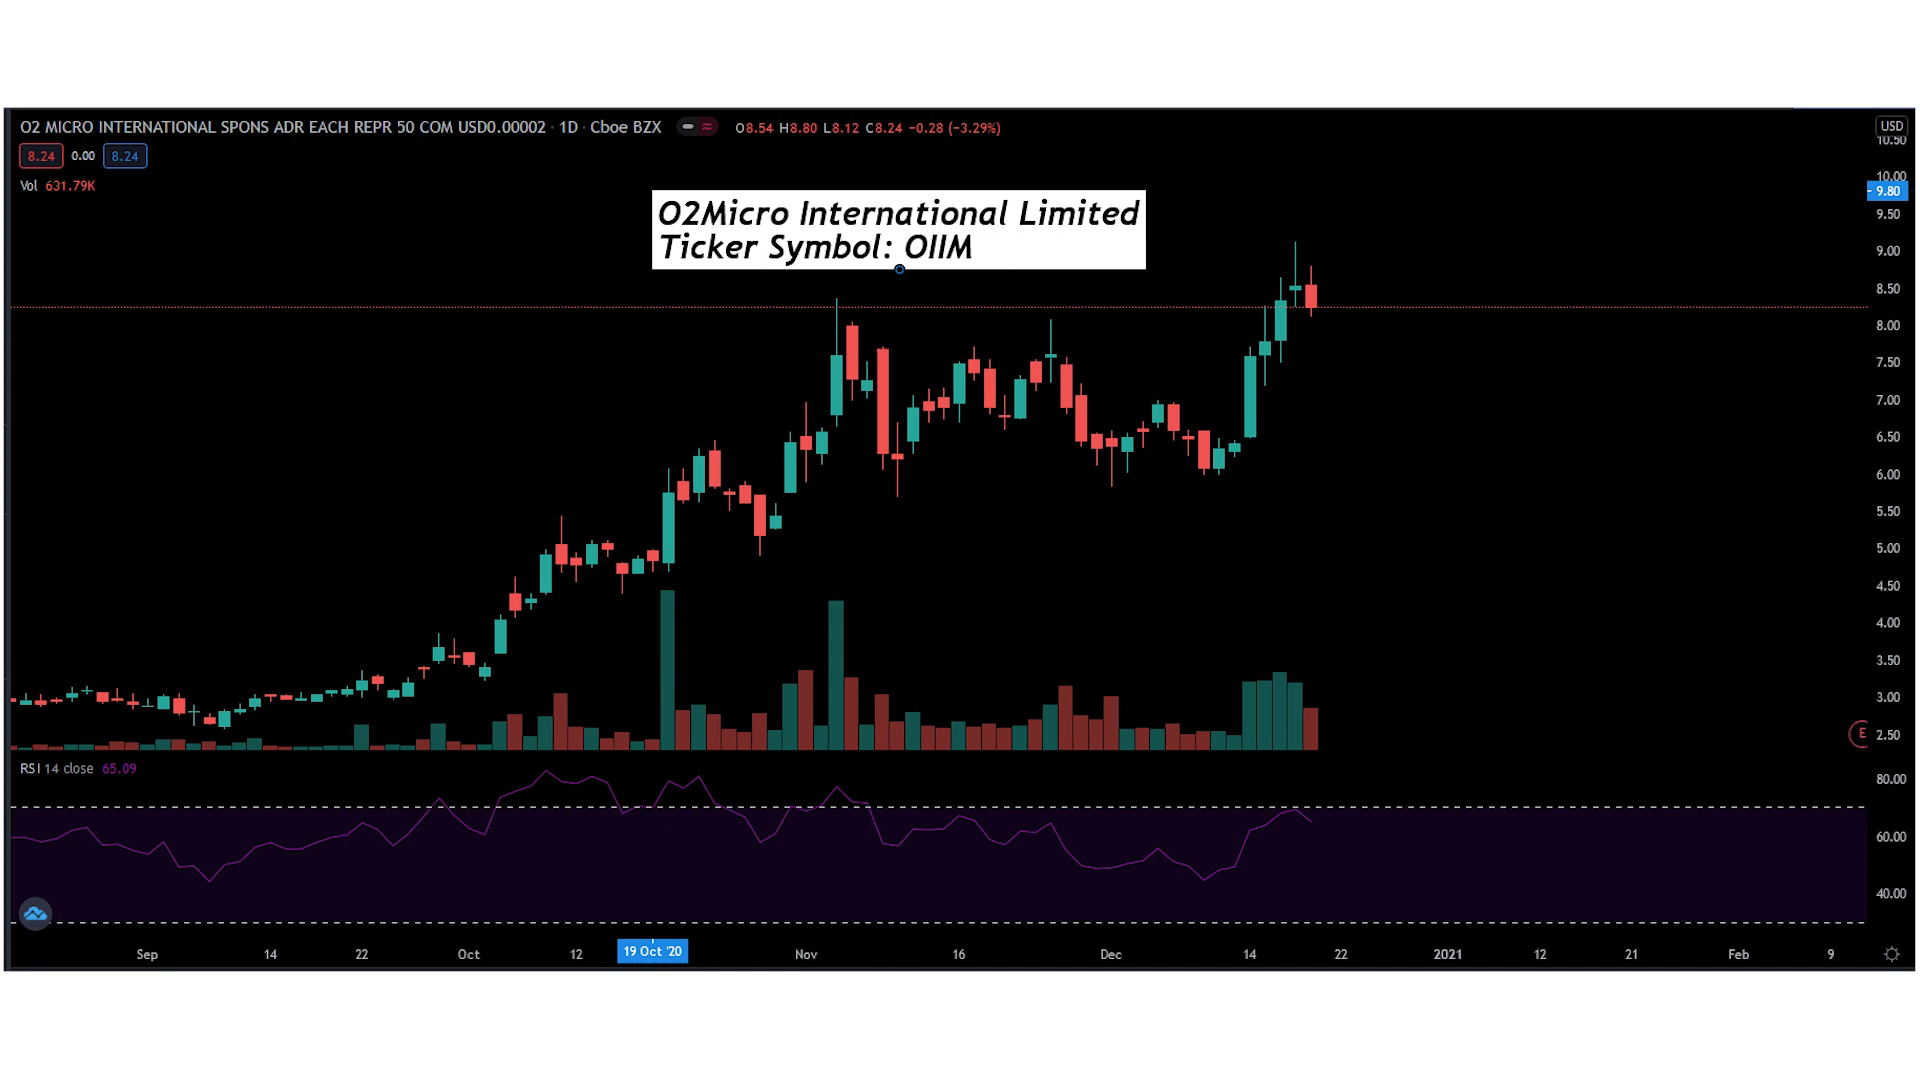 O2 MICRO INTERNATIONAL SPONS ADR EACH REPR 50 COM USD0.00002 · 1D · Cboe BZX O8.54 H8.80 L8.12 C8.24 −0.28 (−3.29%)
8.24 0.00 8.24
Vol 631.79K
O2Micro International Limited
Ticker Symbol: OIIM
USD
10.50
10.00
9.80
9.50
9.00
8.50
8.00
7.50
7.00
6.50
6.00
5.50
5.00
4.50
4.00
3.50
3.00
E 2.50
RSI 14 close 65.09
80.00
60.00
40.00
Sep 14 22 Oct 12 19 Oct '20 Nov 16 Dec 14 22 2021 12 21 Feb 9